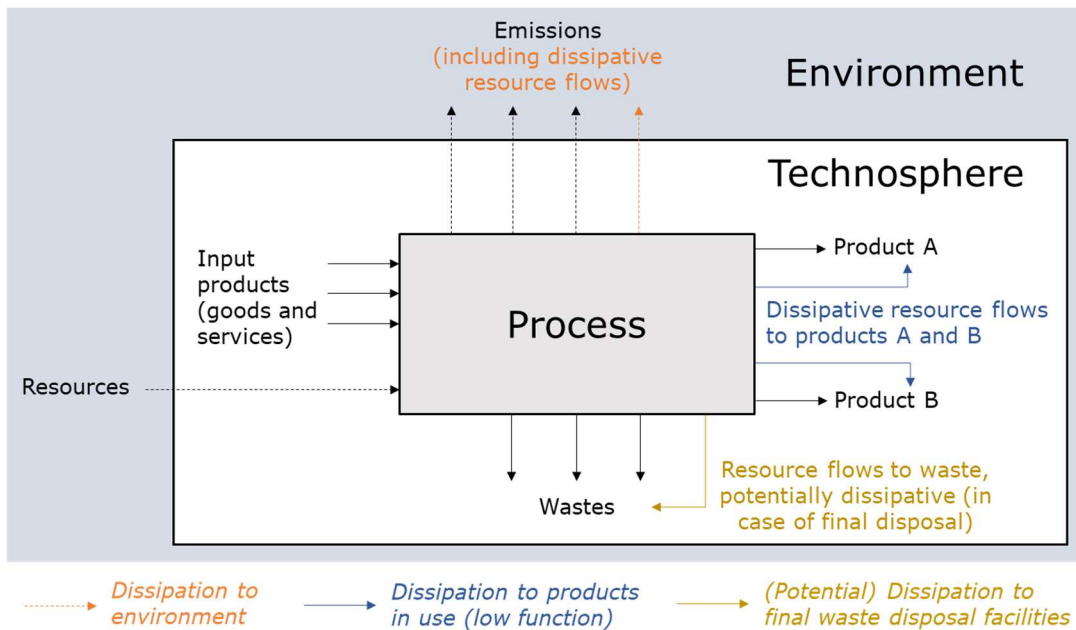 Emissions
(including dissipative
resource flows)
Environment
Technosphere
Input
products
(goods and
services)
Process
Product A
Dissipative resource flows
to products A and B
Resources
Product B
Resource flows to waste,
potentially dissipative (in
case of final disposal)
Wastes
Dissipation to
environment
Dissipation to products
in use (low function)
(Potential) Dissipation to
final waste disposal facilities